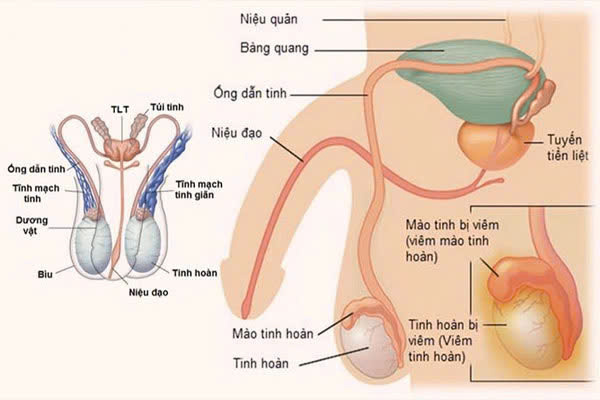 TLT
Túi tinh
Ống dẫn tinh
Tĩnh mạch
tinh
Tĩnh mạch
tinh giãn
Dương
vật
Bìu
Tinh hoàn
Niệu đạo
Niệu quản
Bàng quang
Ống dẫn tinh
Niệu đạo
Tuyến
tiền liệt
Mào tinh hoàn
Tinh hoàn
Mào tinh bị viêm
(viêm mào tinh
hoàn)
Tinh hoàn bị
viêm (Viêm
tinh hoàn)